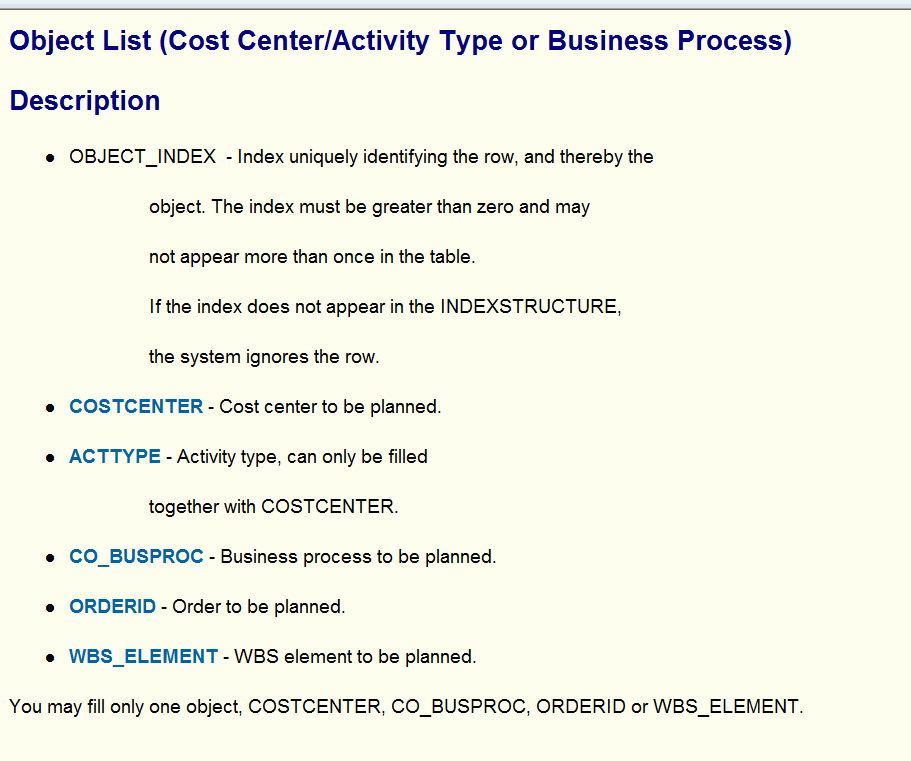 Object List (Cost Center/Activity Type or Business Process)
Description
● OBJECT_INDEX  - Index uniquely identifying the row, and thereby the
object. The index must be greater than zero and may
not appear more than once in the table.
If the index does not appear in the INDEXSTRUCTURE,
the system ignores the row.
● COSTCENTER - Cost center to be planned.
● ACTTYPE - Activity type, can only be filled
together with COSTCENTER.
● CO_BUSPROC - Business process to be planned.
● ORDERID - Order to be planned.
● WBS_ELEMENT - WBS element to be planned.
You may fill only one object, COSTCENTER, CO_BUSPROC, ORDERID or WBS_ELEMENT.